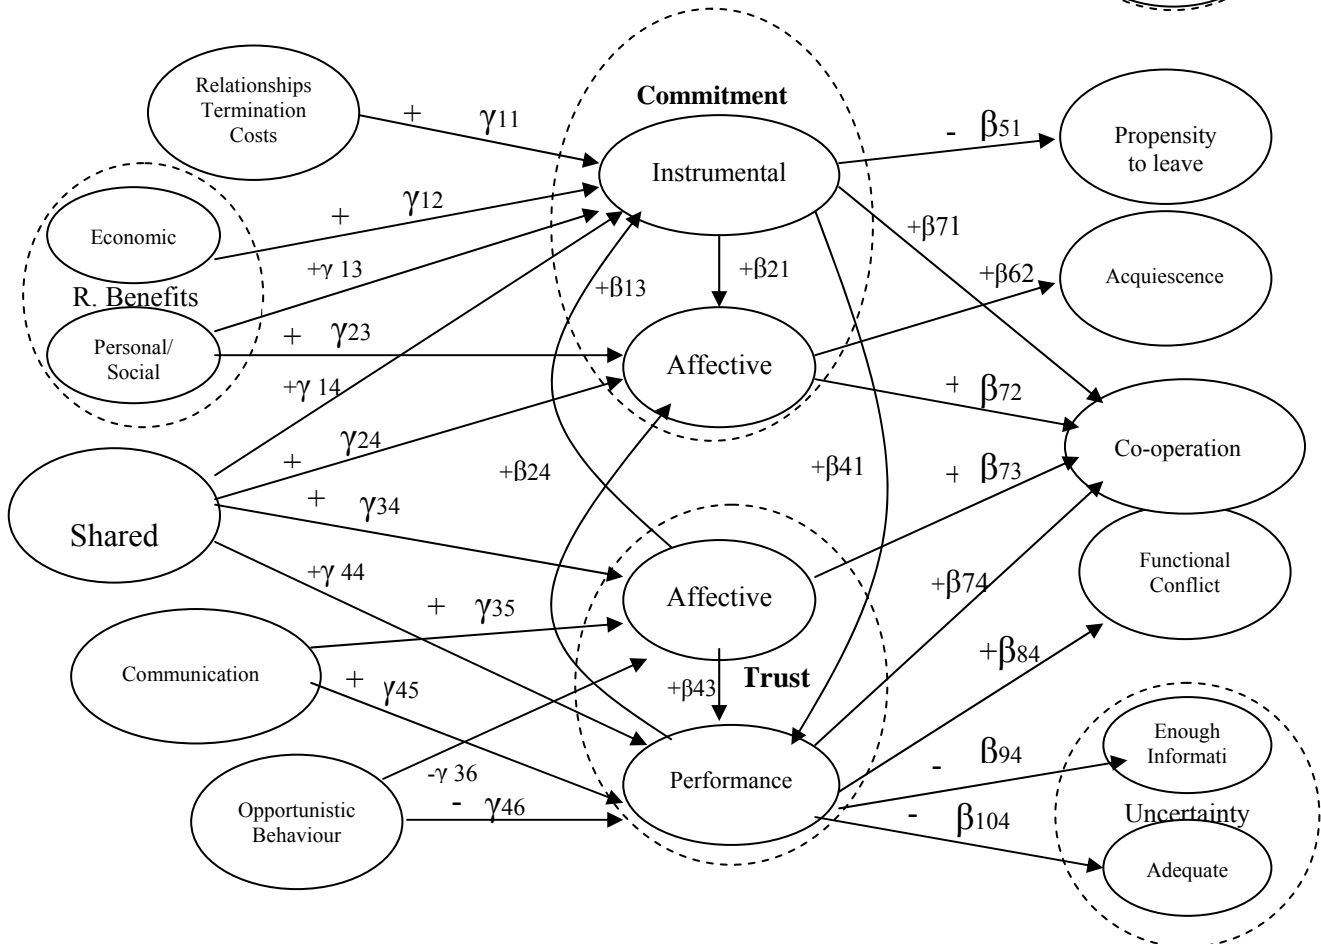 Relationships
Termination
Costs
+ γ11
Commitment
Instrumental
- β51
Propensity
to leave
Economic
+ γ12
R. Benefits
+γ 13
+β13
+β21
+β71
+β62
Acquiescence
Personal/
Social
+ γ23
+γ 14
Affective
+ β72
Co-operation
+ γ24
+β24
+β41
+ β73
Shared
+ γ34
+γ 44
Affective
+β74
Functional
Conflict
+ γ35
Communication
+ γ45
+β43
Trust
+β84
Enough
Informati
- β94
Performance
-γ 36
- γ46
Opportunistic
Behaviour
- β104
Uncertainty
Adequate